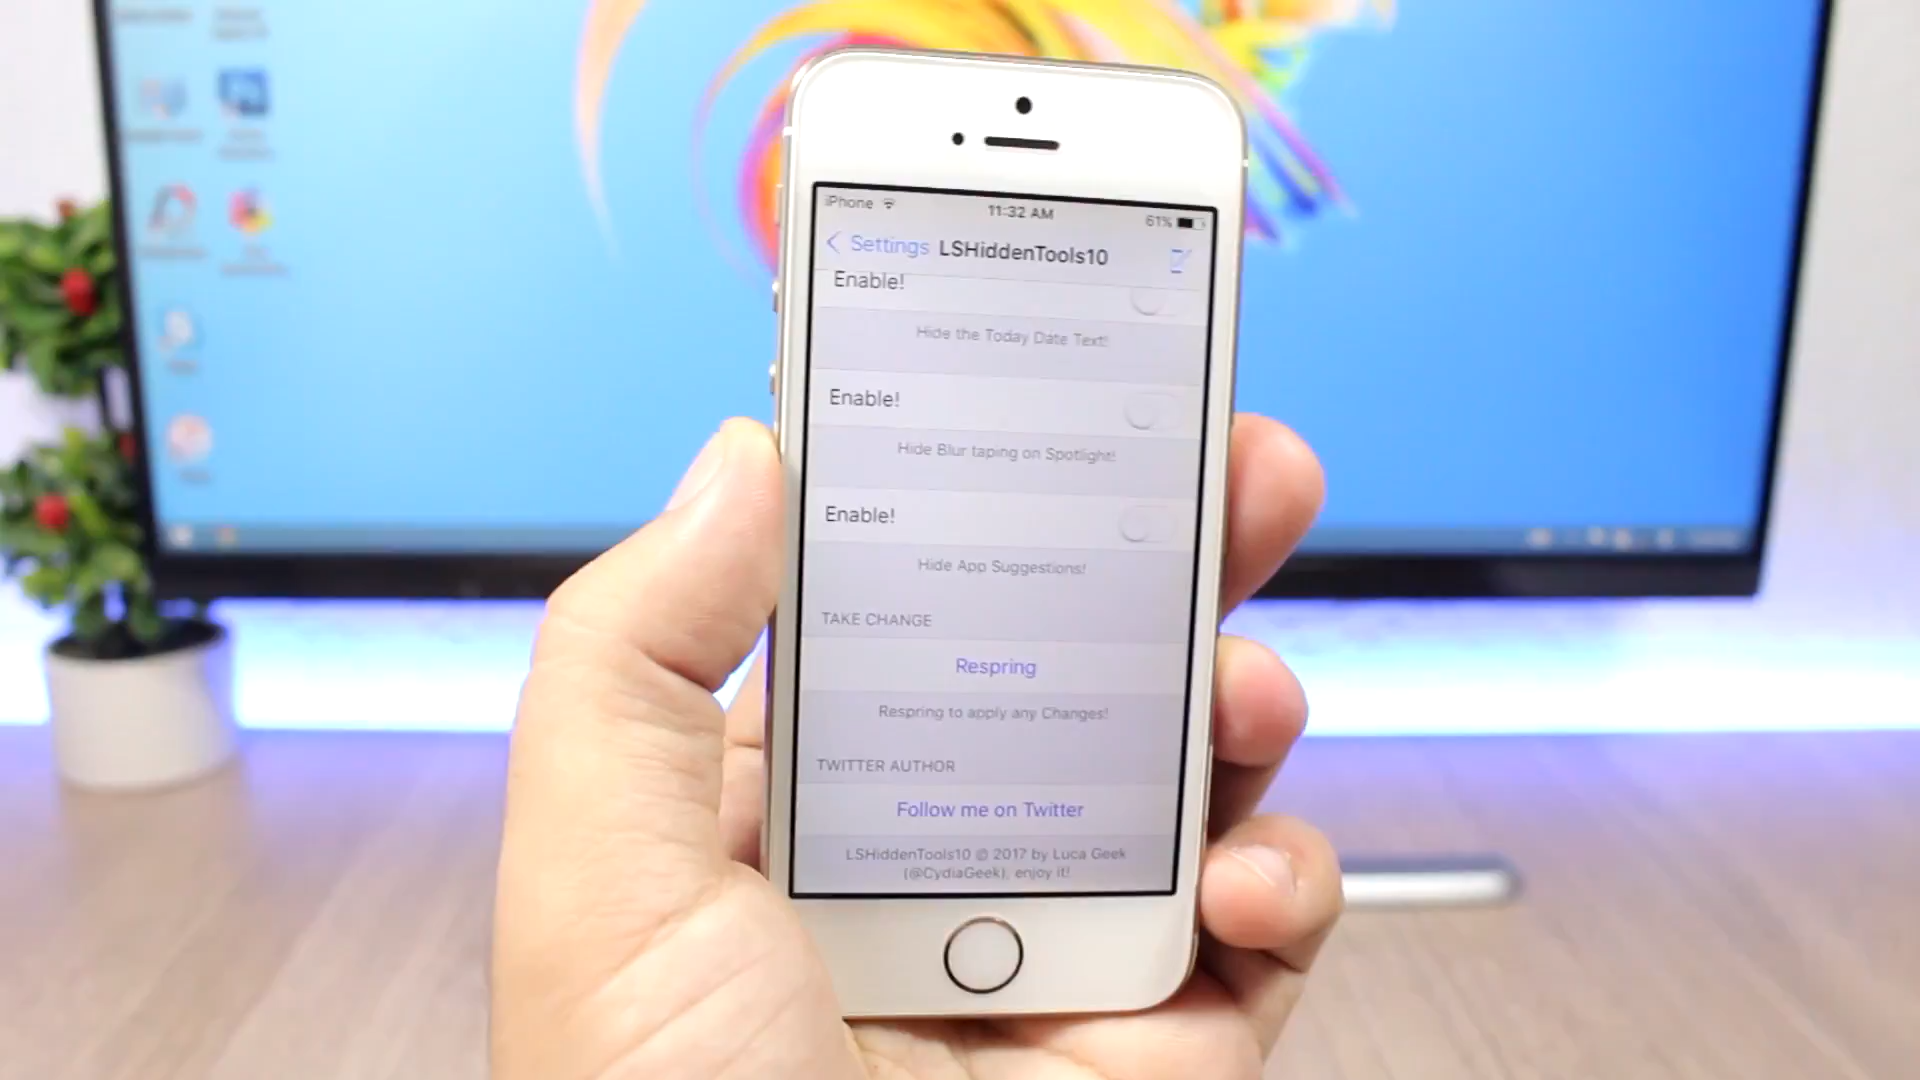 iPhone 11:32 AM 61%
Settings LSHiddenTools10
Enable!
Hide the Today Date Text!
Enable!
Hide Blur taping on Spotlight!
Enable!
Hide App Suggestions!
TAKE CHANGE
Respring
Respring to apply any Changes!
TWITTER AUTHOR
Follow me on Twitter
LSHiddenTools10 © 2017 by Luca Geek
(@CydiaGeek), enjoy it!